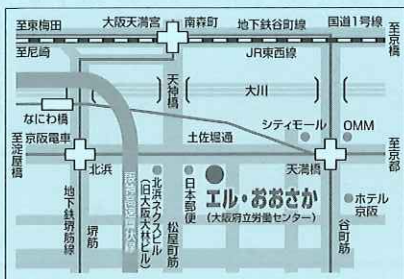 至東梅田
大阪天満宮
南森町
地下鉄谷町線
国道1号線
至尼崎
JR東西線
至京橋
天神橋
大川
なにわ橋
土佐堀通
シティモール
OMM
至淀屋橋
京阪電車
北浜
天満橋
至京都
地下鉄堺筋線
堺筋
阪神高速環状線
北浜ネクスビル
(旧大阪大林ビル)
松屋町筋
日本郵便
エル・おおさか
(大阪府立労働センター)
谷町筋
ホテル
京阪